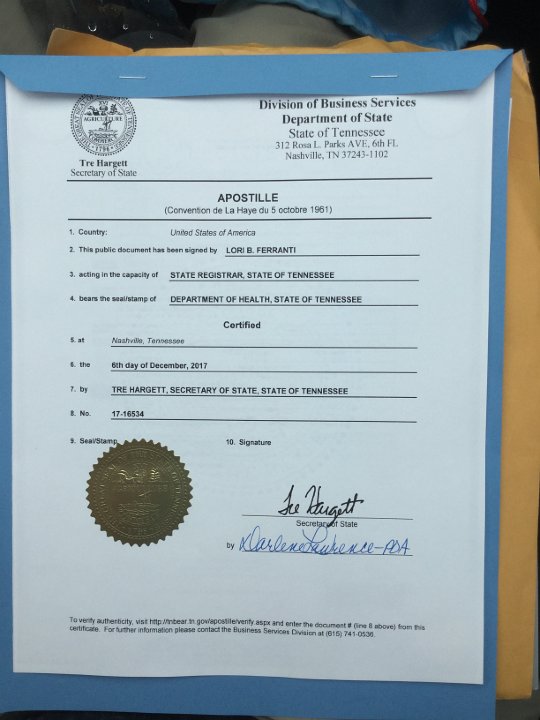 Division of Business Services
Department of State
State of Tennessee
312 Rosa L. Parks AVE, 6th FL
Nashville, TN 37243-1102
AGRICULTURE
1796
Tre Hargett
Secretary of State
APOSTILLE
(Convention de La Haye du 5 octobre 1961)
1. Country: United States of America
2. This public document has been signed by LORI B. FERRANTI
3. acting in the capacity of STATE REGISTRAR, STATE OF TENNESSEE
4. bears the seal/stamp of DEPARTMENT OF HEALTH, STATE OF TENNESSEE
Certified
5. at Nashville, Tennessee
6. the 6th day of December, 2017
7. by TRE HARGETT, SECRETARY OF STATE, STATE OF TENNESSEE
8. No. 17-16534
9. Seal/Stamp 10. Signature
Tre Hargett
Secretary of State
by Darlene Lawrence-PDA
To verify authenticity, visit http://tnbear.tn.gov/apostille/verify.aspx and enter the document # (line 8 above) from this
certificate. For further information please contact the Business Services Division at (615) 741-0536.